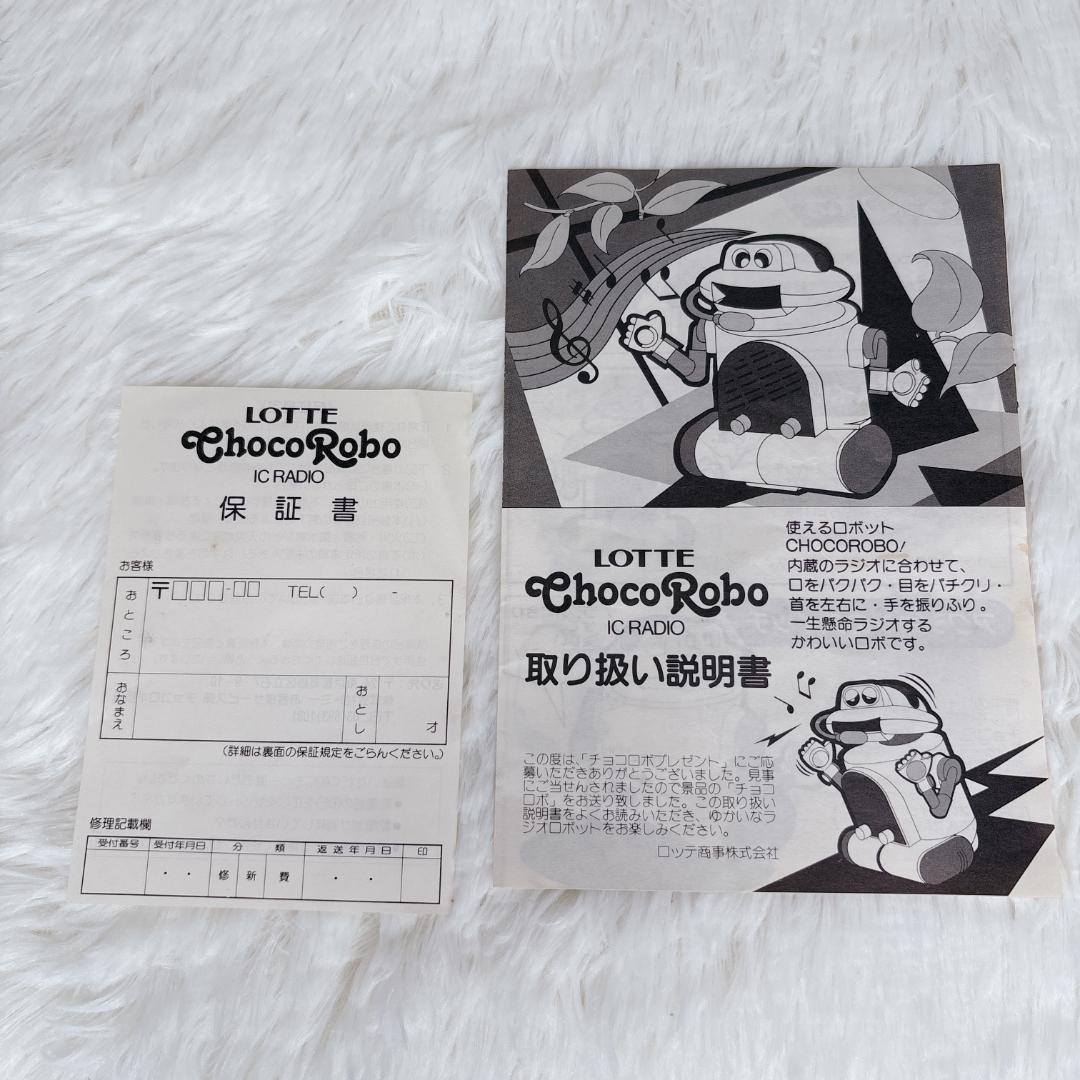 LOTTE
ChocoRobo
IC RADIO
保証書
お客様
おところ
〒□□□-□□ TEL( ) -
おなまえ
おとし
才
(詳細は裏面の保証規定をごらんください。)
修理記載欄
受付番号 受付年月日 分類 返送年月日 印
・ ・ 修 新 費 ・ ・
LOTTE
ChocoRobo
IC RADIO
取り扱い説明書
使えるロボット
CHOCOROBO!
内蔵のラジオに合わせて、
口をパクパク・目をパチクリ・
首を左右に・手を振りふり。
一生懸命ラジオする
かわいいロボです。
この度は、「チョコロボプレゼント」にご応
募いただきありがとうございました。見事
にご当せんされましたので景品の「チョコ
ロボ」をお送り致しました。この取り扱い
説明書をよくお読みいただき、ゆかいなラ
ジオロボットをお楽しみください。
ロッテ商事株式会社